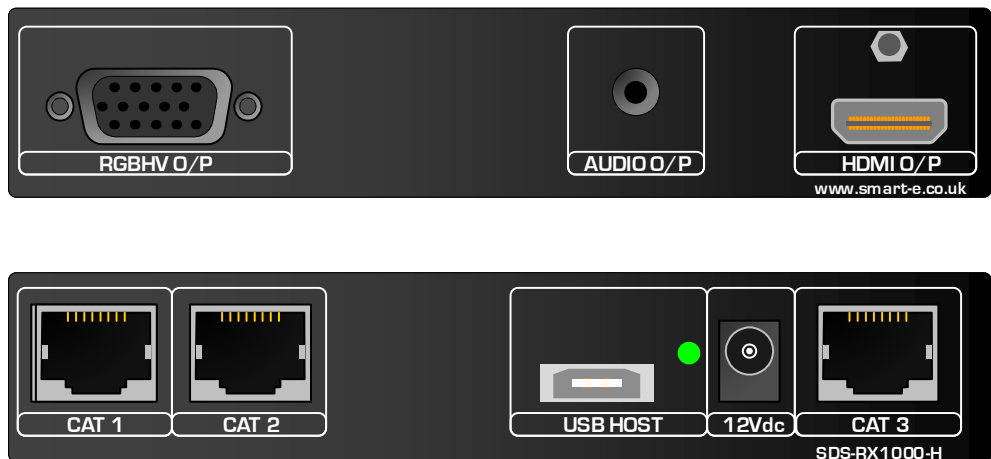 RGBHV O/P
AUDIO O/P
HDMI O/P
www.smart-e.co.uk
CAT 1
CAT 2
USB HOST
12Vdc
CAT 3
SDS-RX1000-H